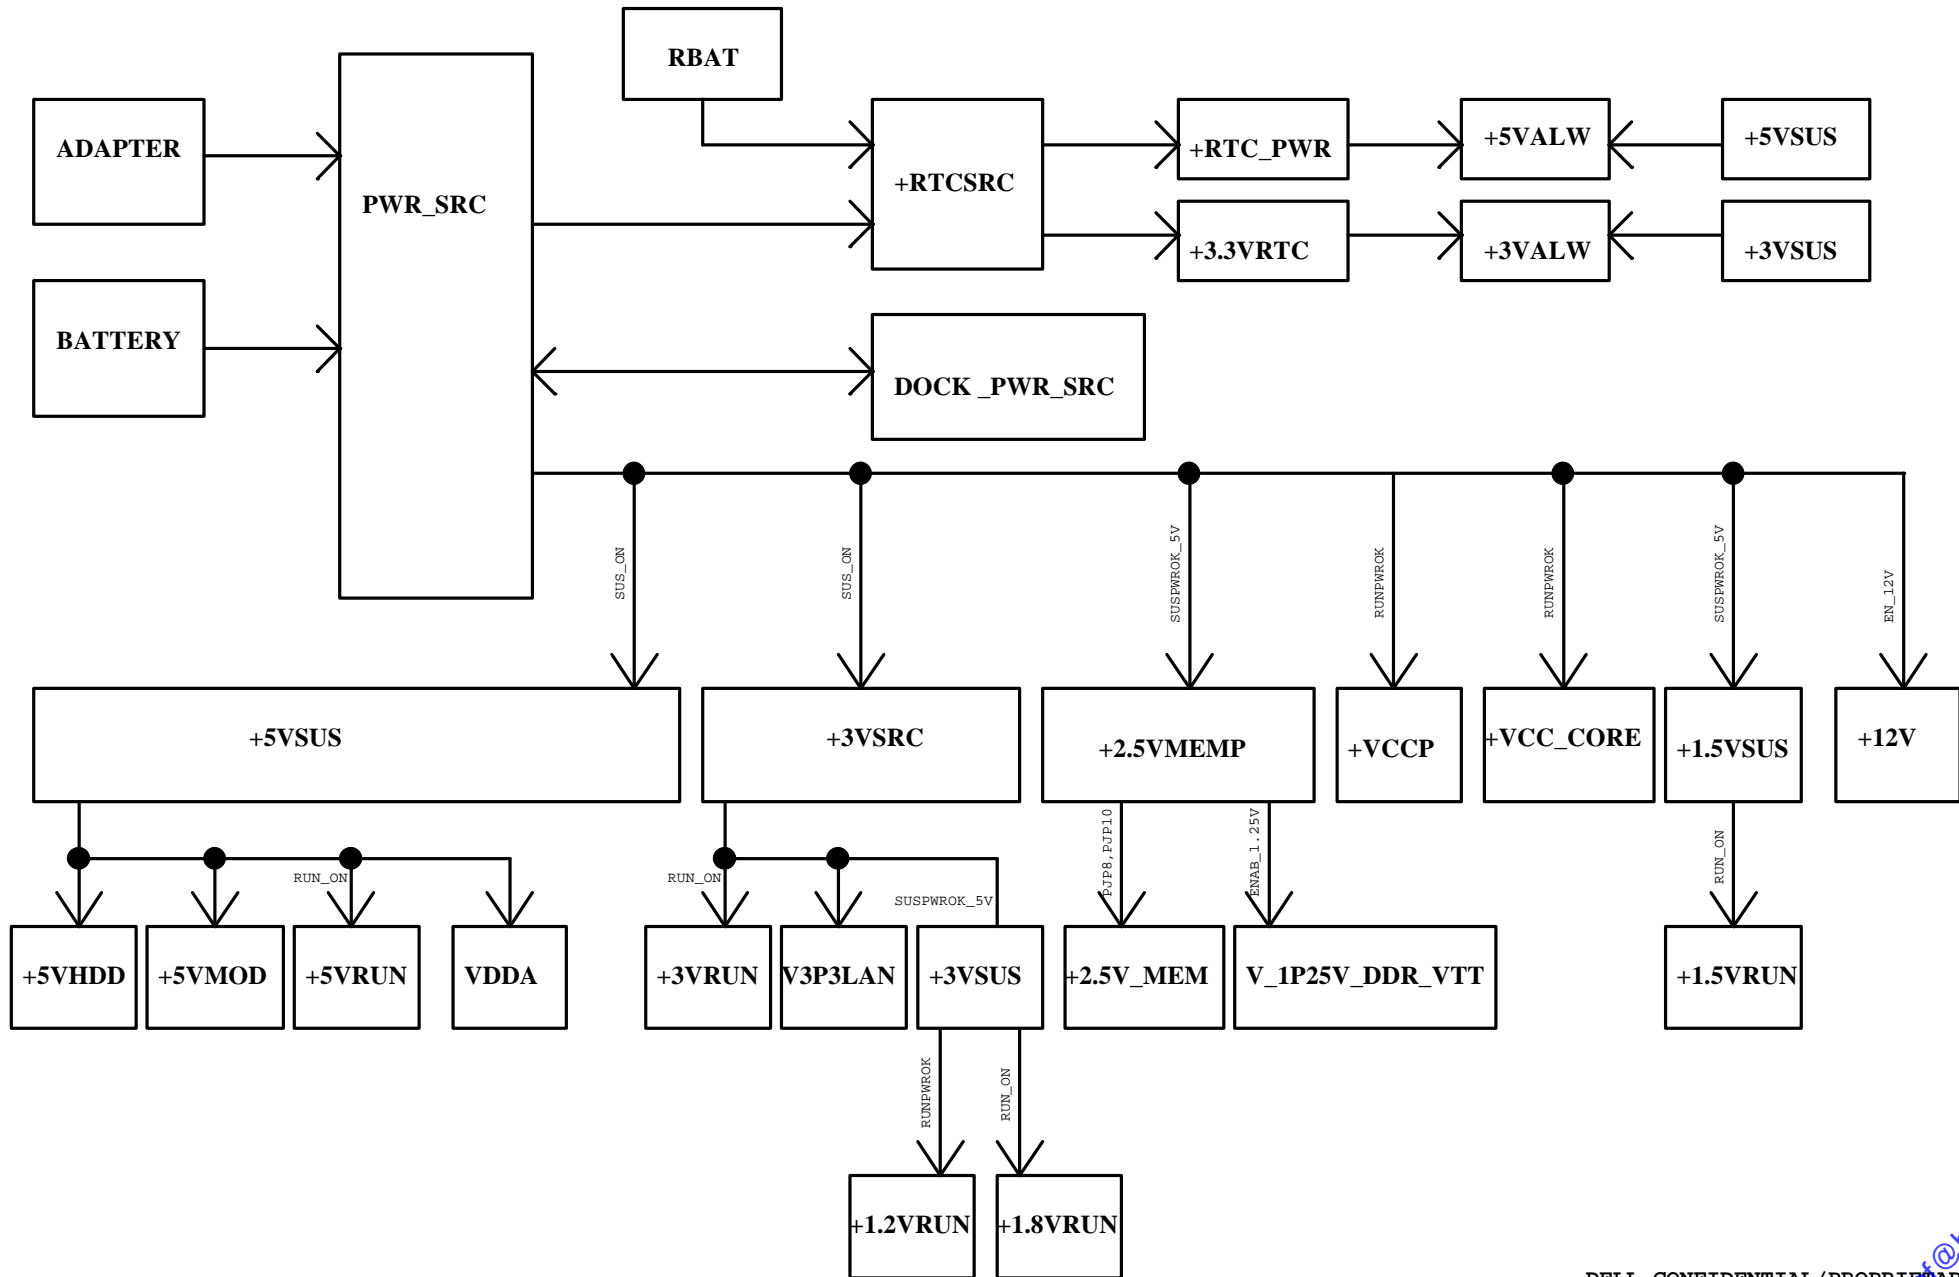 RBAT
ADAPTER
PWR_SRC
+RTCSRC
+RTC_PWR
+5VALW
+5VSUS
+3.3VRTC
+3VALW
+3VSUS
BATTERY
DOCK _PWR_SRC
SUS_ON
SUS_ON
SUSPWROK_5V
RUNPWROK
RUNPWROK
SUSPWROK_5V
EN_12V
+5VSUS
+3VSRC
+2.5VMEMP
+VCCP
+VCC_CORE
+1.5VSUS
+12V
RUN_ON
RUN_ON
SUSPWROK_5V
PJP8,PJP10
ENAB_1.25V
RUN_ON
+5VHDD
+5VMOD
+5VRUN
VDDA
+3VRUN
V3P3LAN
+3VSUS
+2.5V_MEM
V_1P25V_DDR_VTT
+1.5VRUN
RUNPWROK
RUN_ON
+1.2VRUN
+1.8VRUN